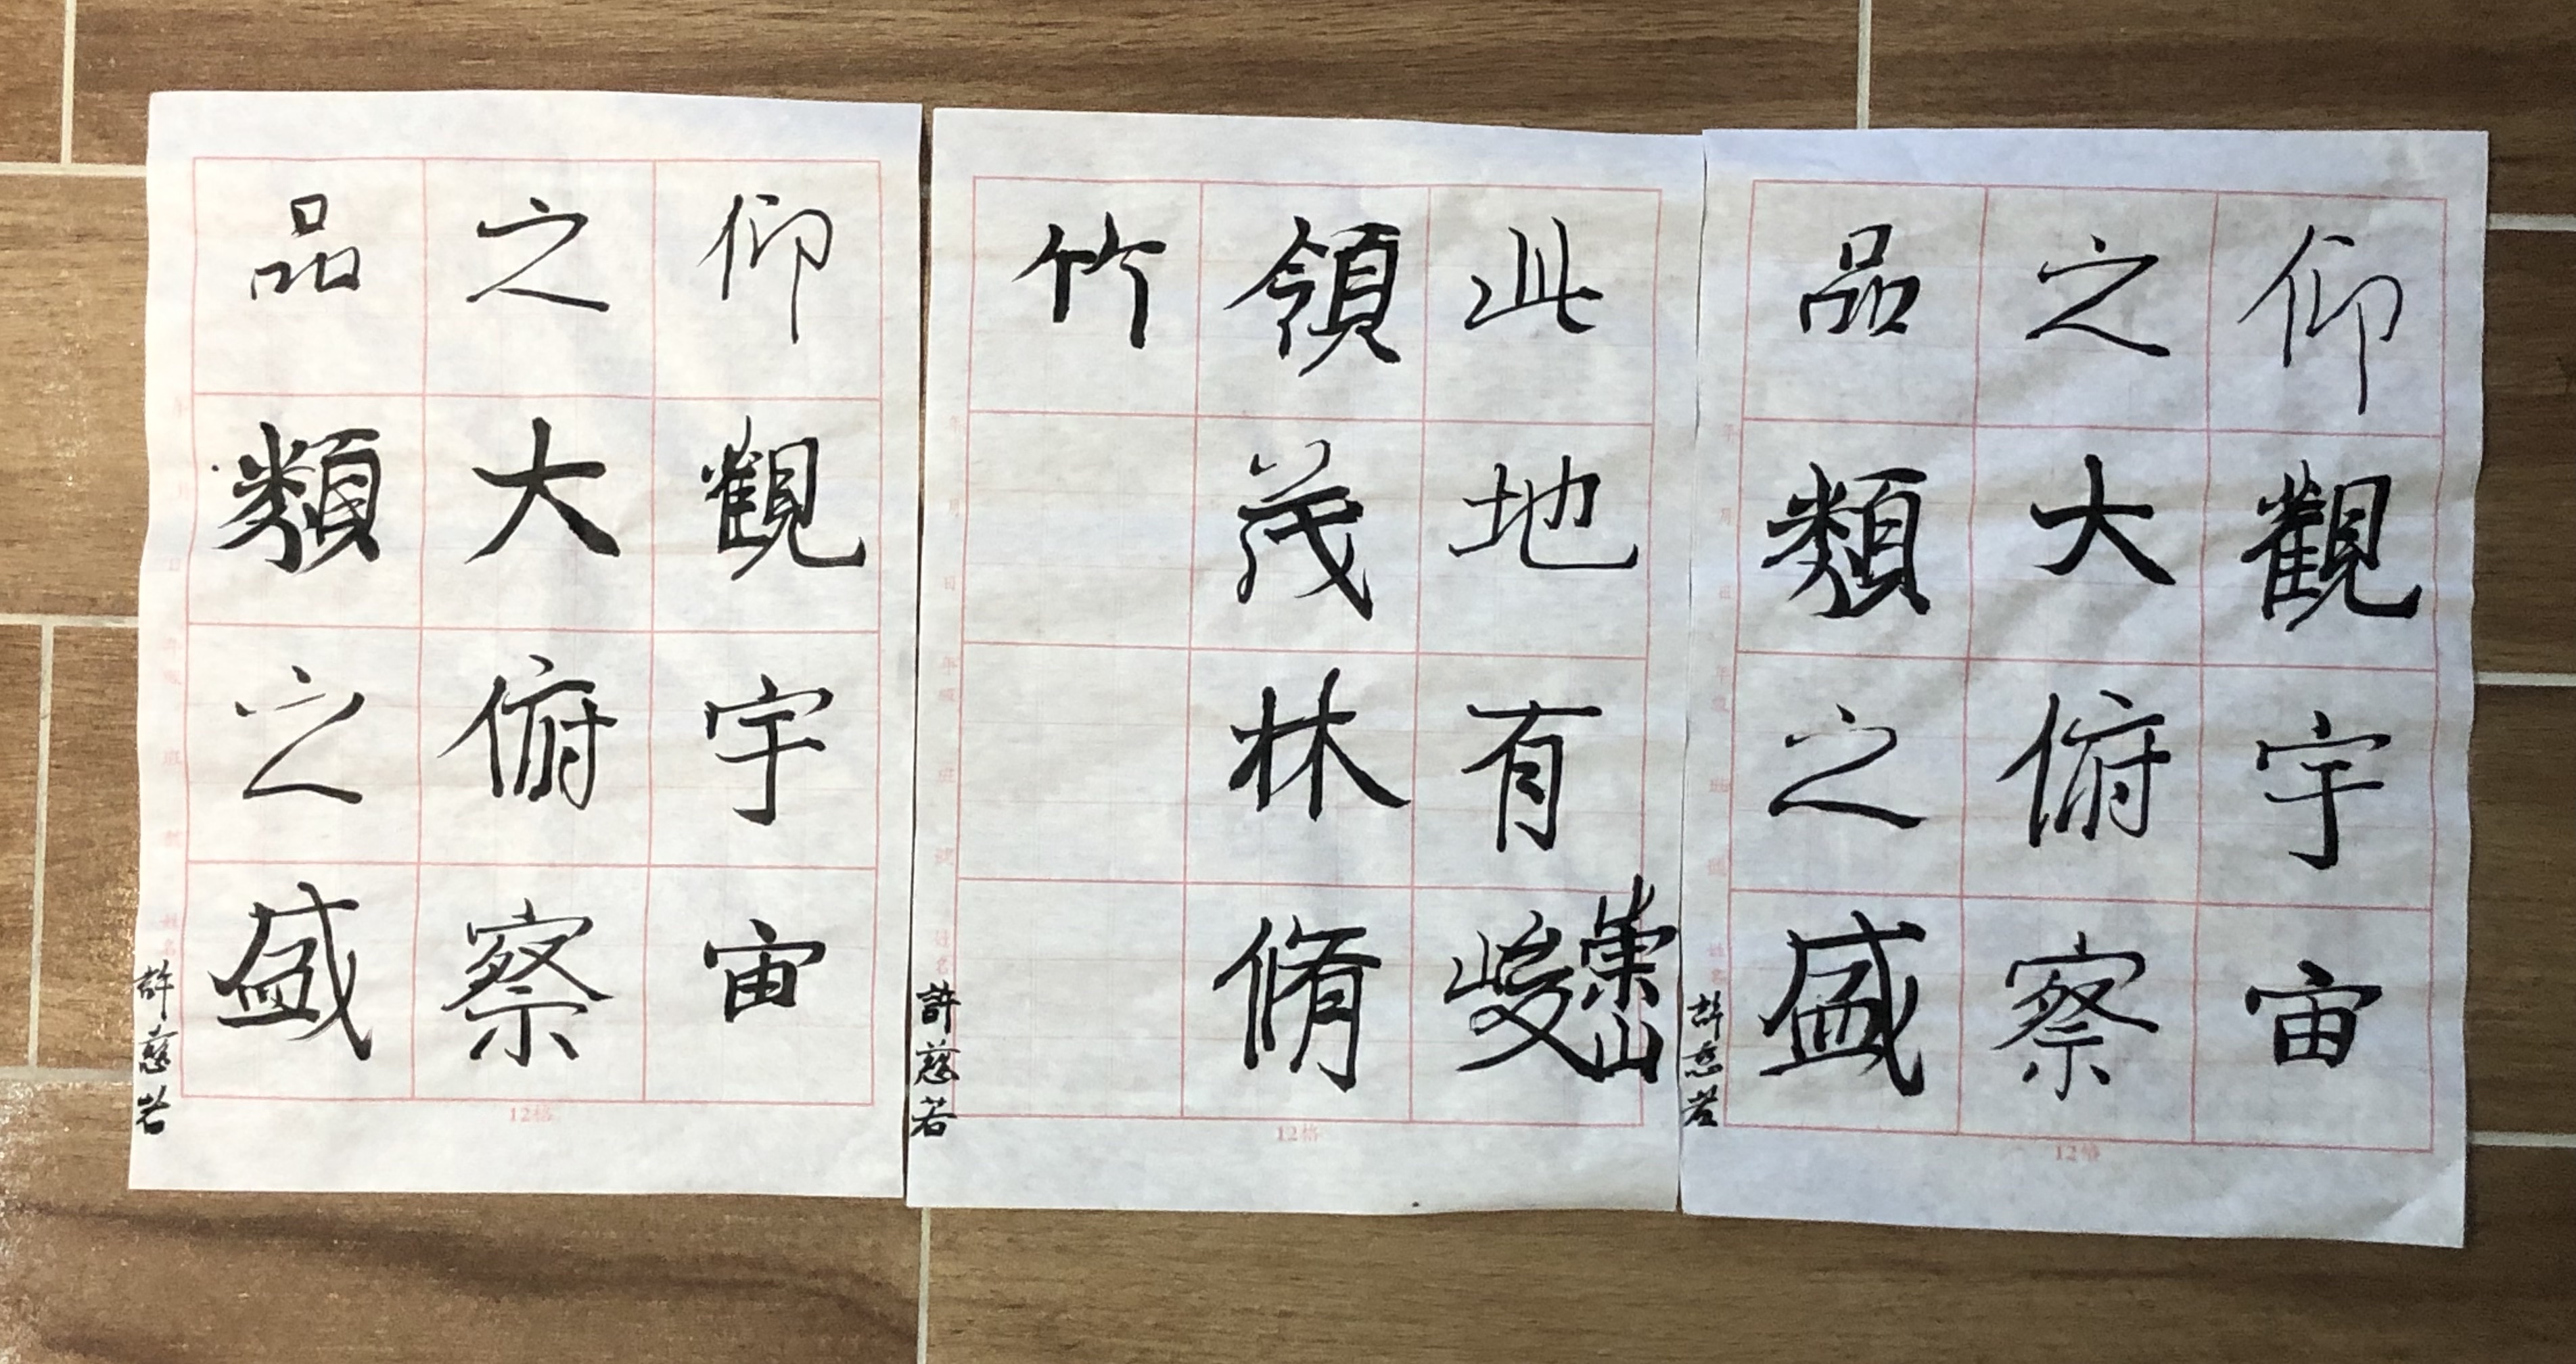 仰觀宇宙
之大俯察
品類之盛
許慈若
12格
此地有崇山峻
領茂林脩
竹
許慈若
12格
仰觀宇宙
之大俯察
品類之盛
許慈若
12格